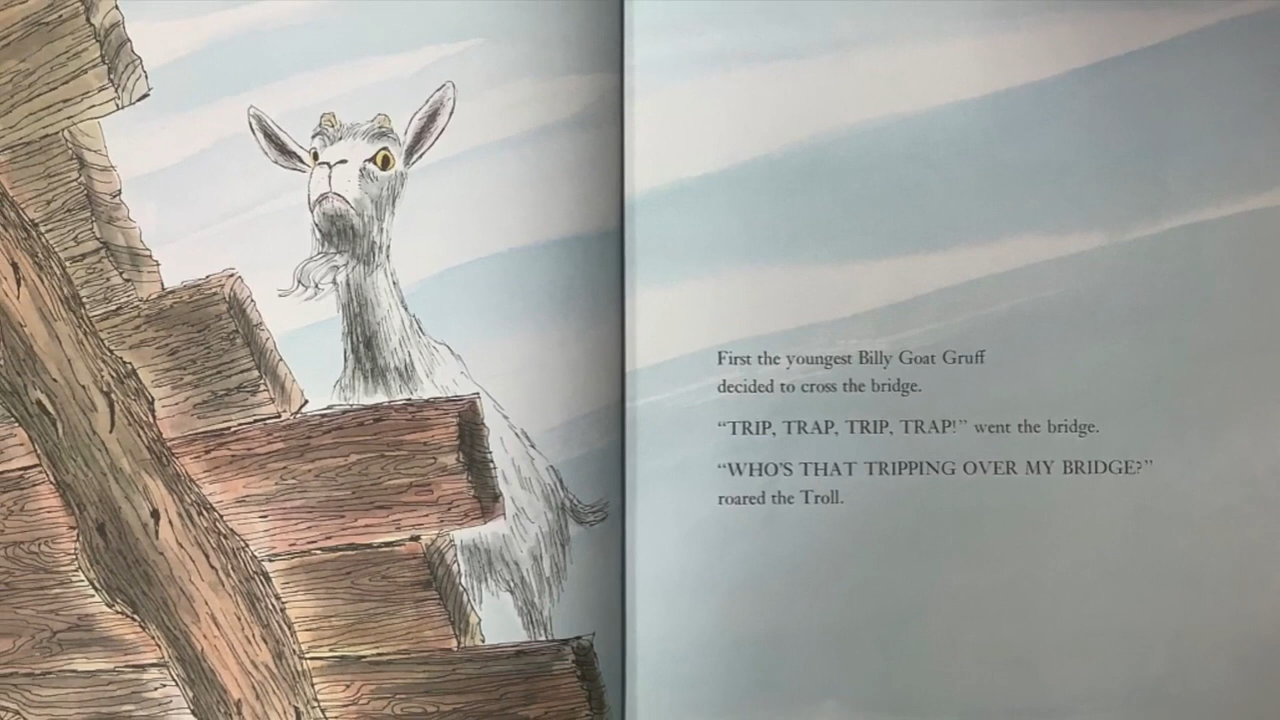 First the youngest Billy Goat Gruff
decided to cross the bridge.
“TRIP, TRAP, TRIP, TRAP!” went the bridge.
“WHO’S THAT TRIPPING OVER MY BRIDGE?”
roared the Troll.